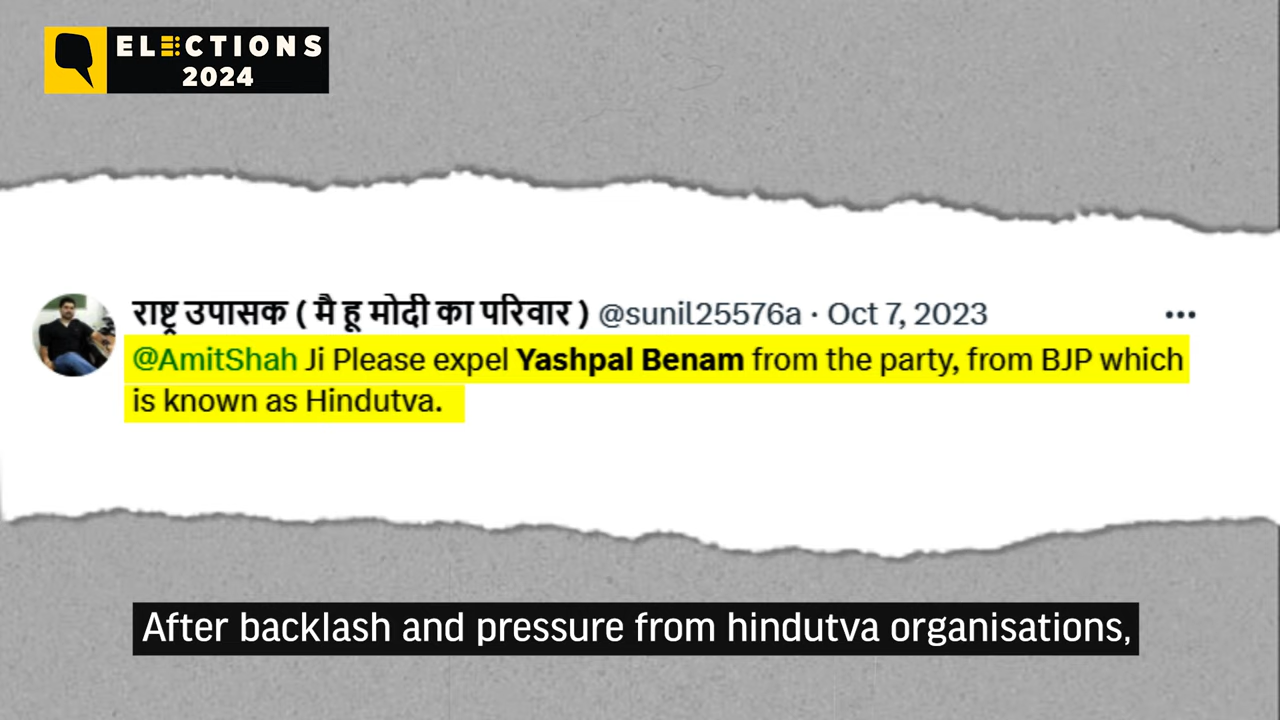 ELECTIONS
2024
राष्ट्र उपासक ( मै हू मोदी का परिवार ) @sunil25576a · Oct 7, 2023
@AmitShah Ji Please expel Yashpal Benam from the party, from BJP which
is known as Hindutva.
After backlash and pressure from hindutva organisations,